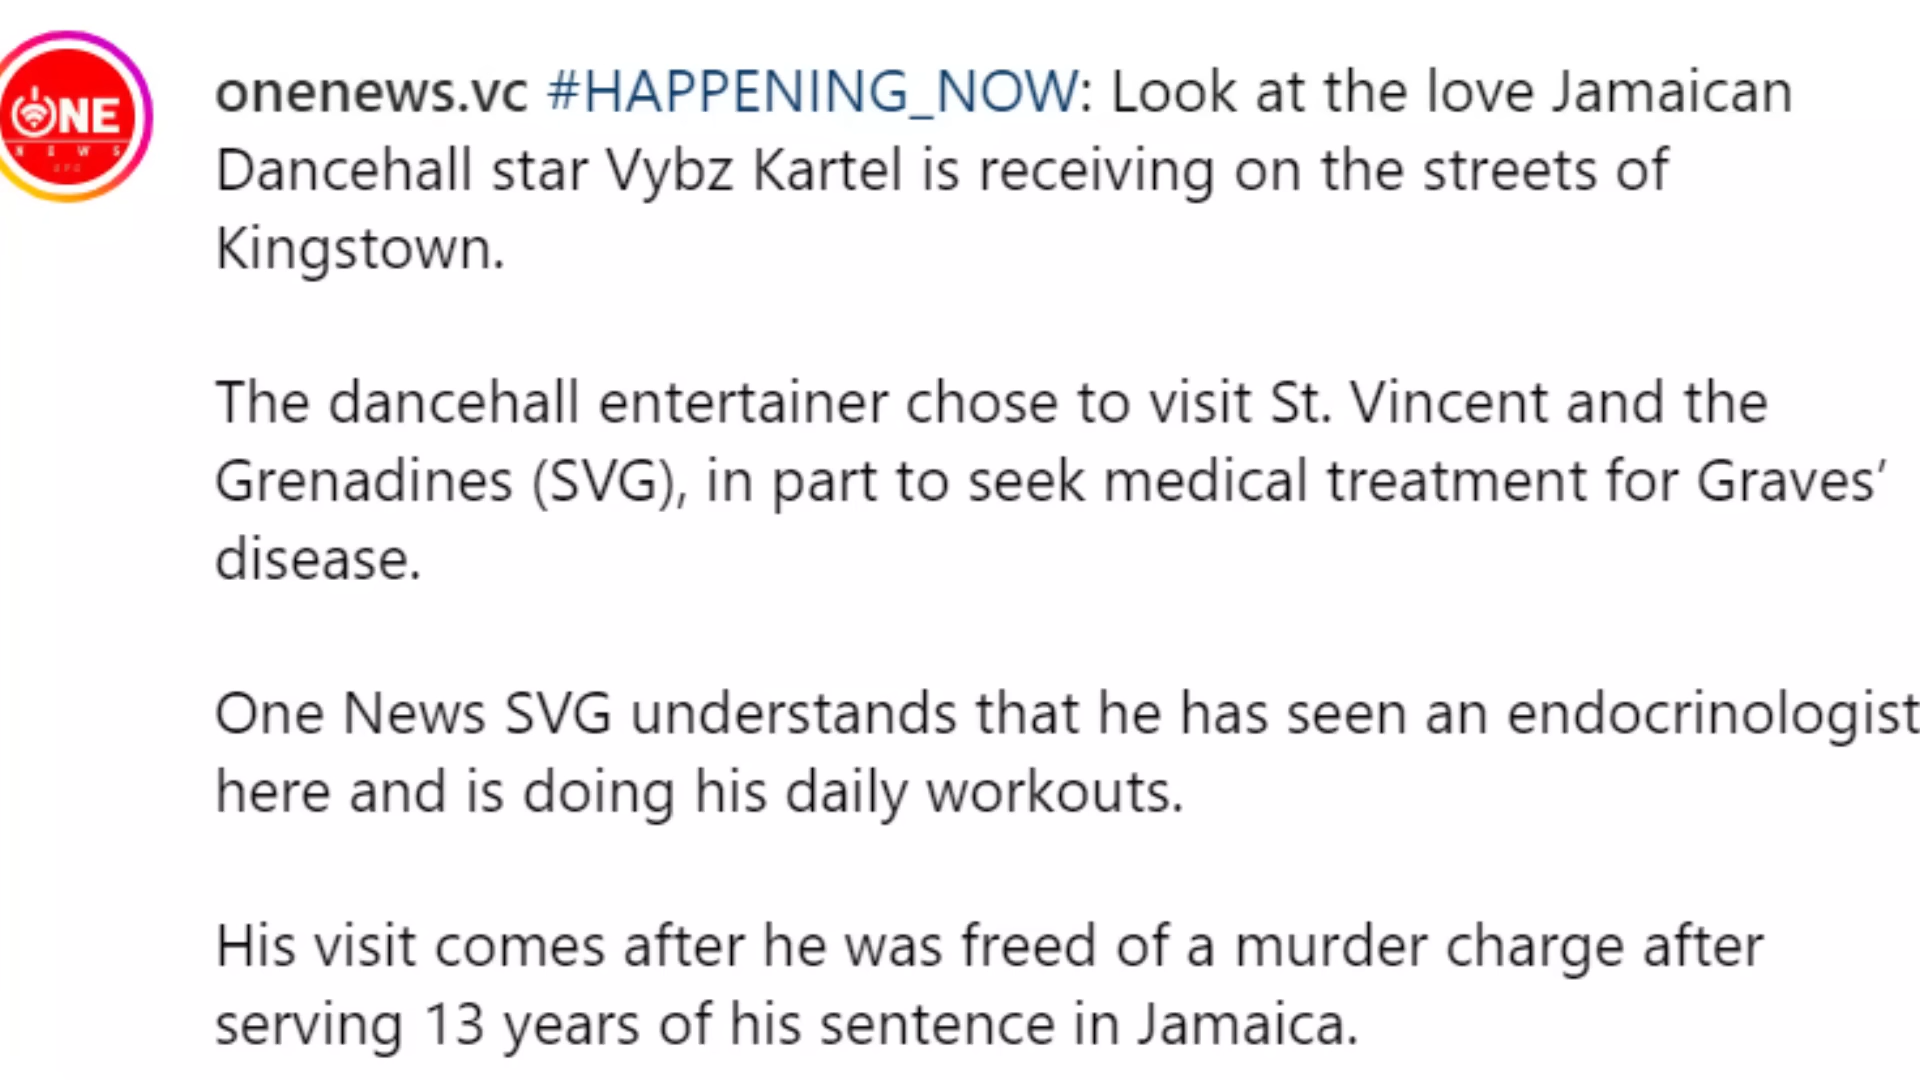 ONE
NEWS
onenews.vc #HAPPENING_NOW: Look at the love Jamaican
Dancehall star Vybz Kartel is receiving on the streets of
Kingstown.
The dancehall entertainer chose to visit St. Vincent and the
Grenadines (SVG), in part to seek medical treatment for Graves’
disease.
One News SVG understands that he has seen an endocrinologist
here and is doing his daily workouts.
His visit comes after he was freed of a murder charge after
serving 13 years of his sentence in Jamaica.